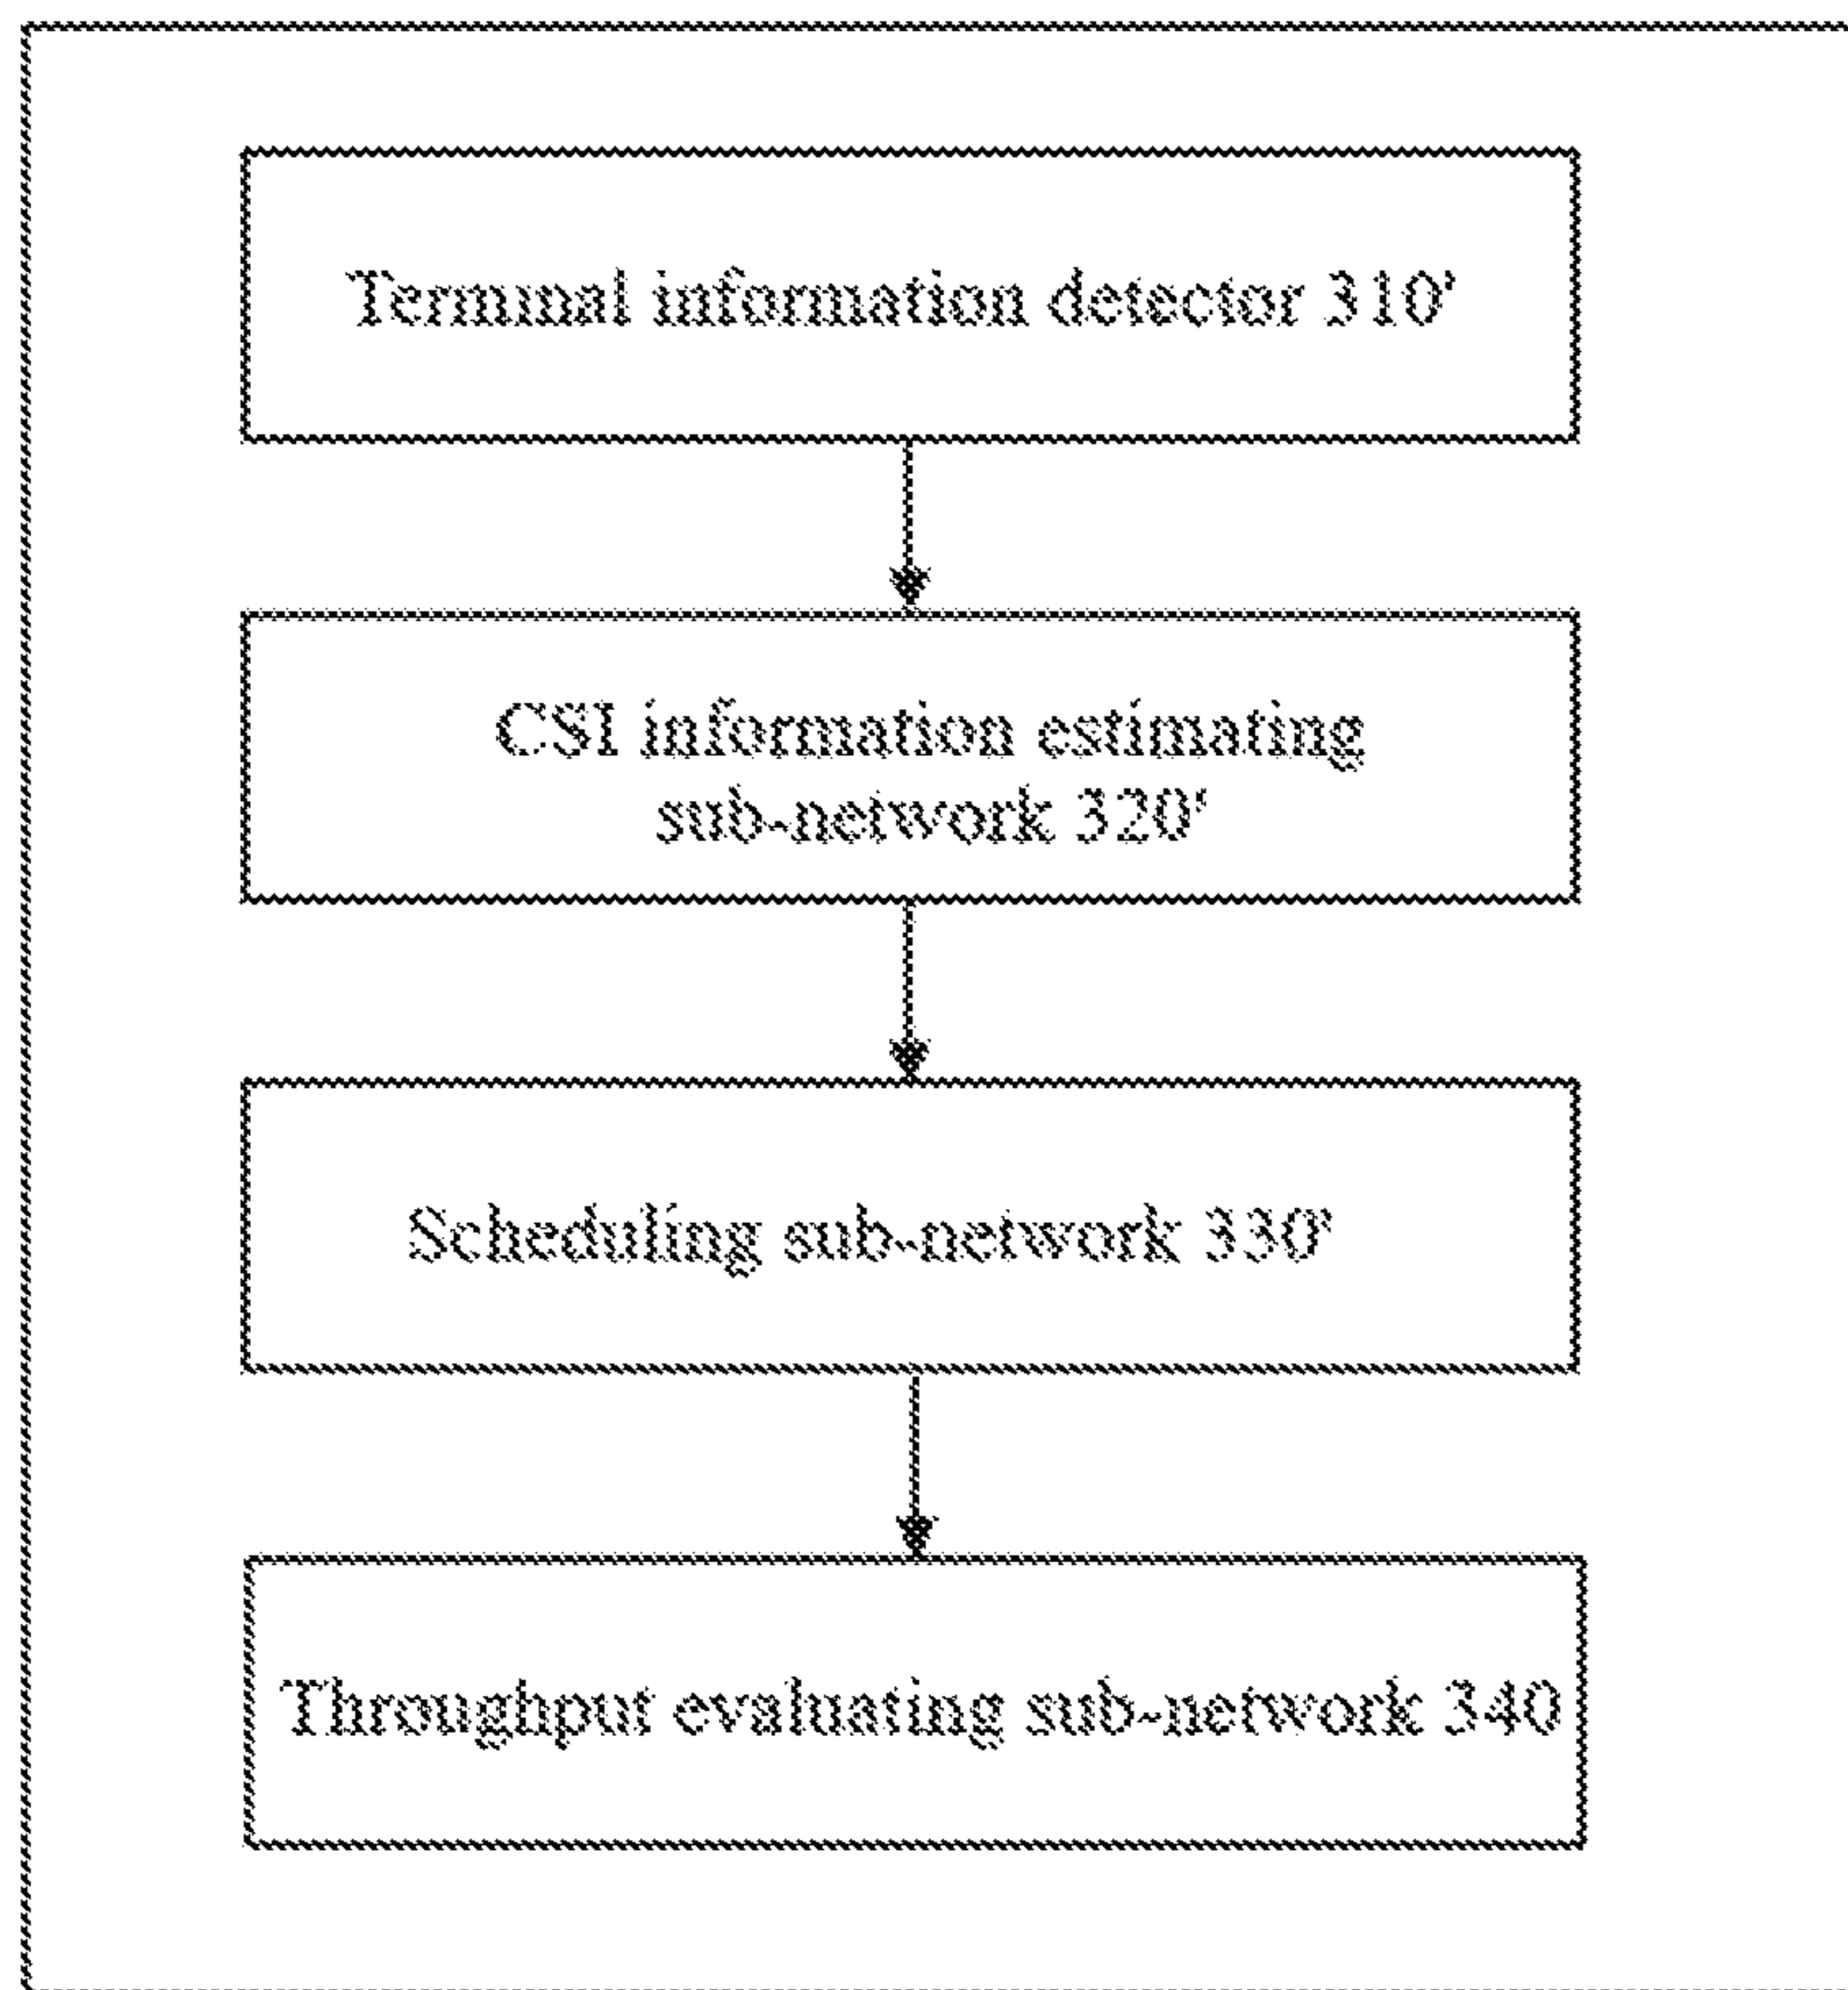 Terminal information detector 310'
CSI information estimating
sub-network 320'
Scheduling sub-network 330'
Throughput evaluating sub-network 340